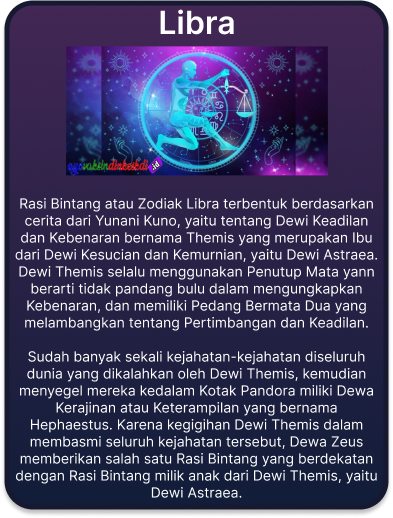 Libra
Rasi Bintang atau Zodiak Libra terbentuk berdasarkan
cerita dari Yunani Kuno, yaitu tentang Dewi Keadilan
dan Kebenaran bernama Themis yang merupakan Ibu
dari Dewi Kesucian dan Kemurnian, yaitu Dewi Astraea.
Dewi Themis selalu menggunakan Penutup Mata yann
berarti tidak pandang bulu dalam mengungkapkan
Kebenaran, dan memiliki Pedang Bermata Dua yang
melambangkan tentang Pertimbangan dan Keadilan.
Sudah banyak sekali kejahatan-kejahatan diseluruh
dunia yang dikalahkan oleh Dewi Themis, kemudian
menyegel mereka kedalam Kotak Pandora miliki Dewa
Kerajinan atau Keterampilan yang bernama
Hephaestus. Karena kegigihan Dewi Themis dalam
membasmi seluruh kejahatan tersebut, Dewa Zeus
memberikan salah satu Rasi Bintang yang berdekatan
dengan Rasi Bintang milik anak dari Dewi Themis, yaitu
Dewi Astraea.